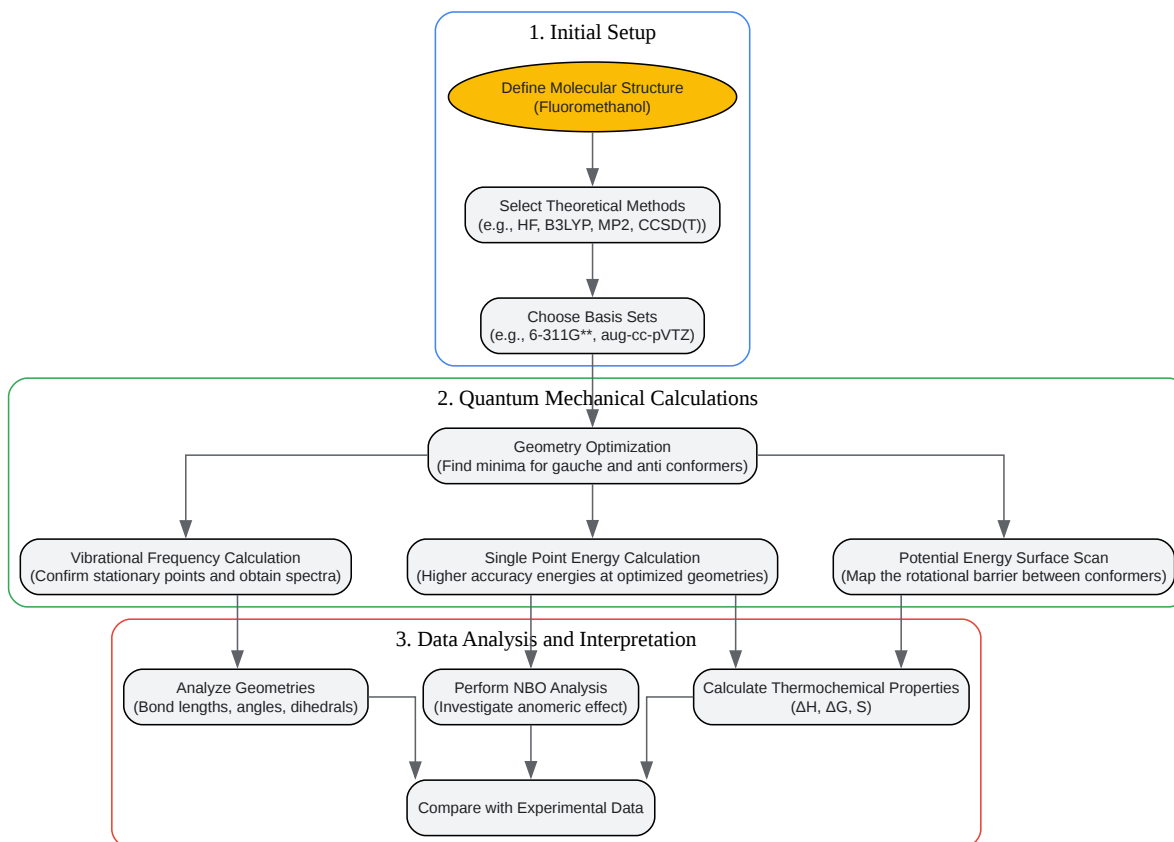 1. Initial Setup
Define Molecular Structure
(Fluoromethanol)
Select Theoretical Methods
(e.g., HF, B3LYP, MP2, CCSD(T))
Choose Basis Sets
(e.g., 6-311G**, aug-cc-pVTZ)
2. Quantum Mechanical Calculations
Geometry Optimization
(Find minima for gauche and anti conformers)
Vibrational Frequency Calculation
(Confirm stationary points and obtain spectra)
Single Point Energy Calculation
(Higher accuracy energies at optimized geometries)
Potential Energy Surface Scan
(Map the rotational barrier between conformers)
3. Data Analysis and Interpretation
Analyze Geometries
(Bond lengths, angles, dihedrals)
Perform NBO Analysis
(Investigate anomeric effect)
Calculate Thermochemical Properties
(ΔH, ΔG, S)
Compare with Experimental Data